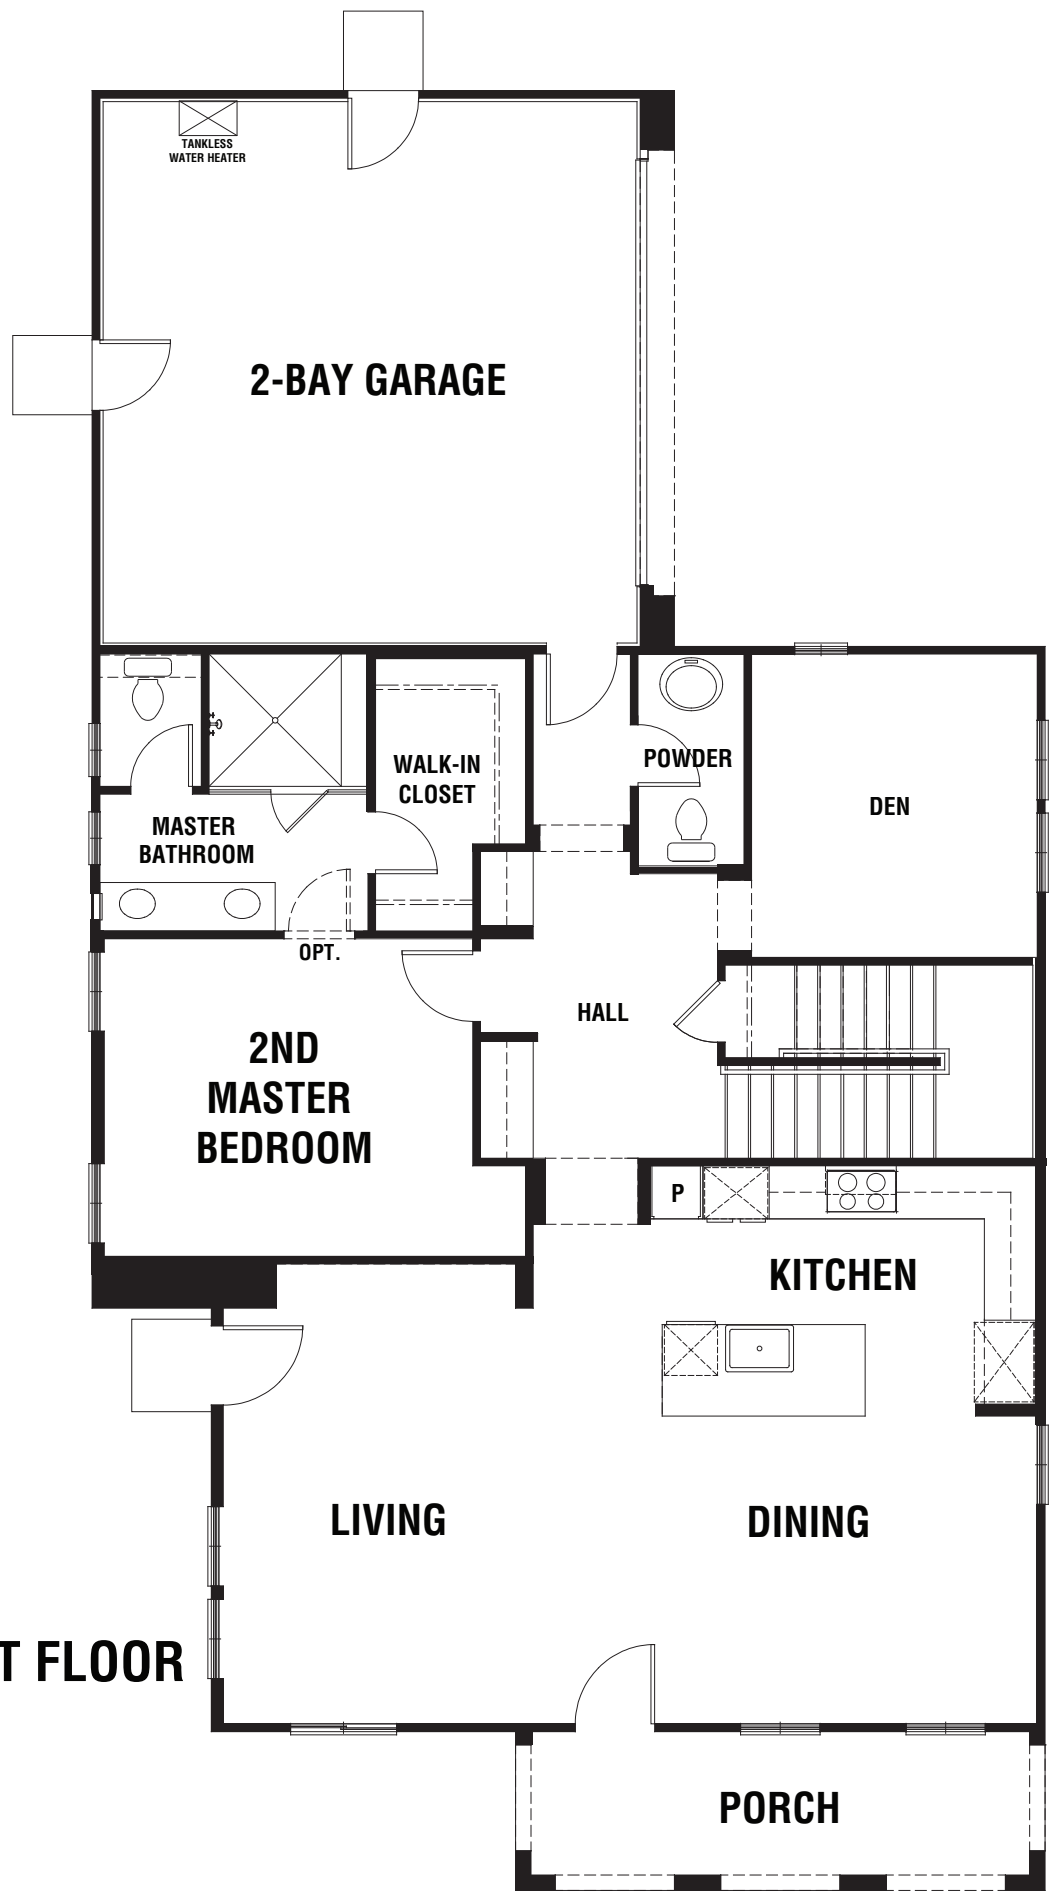 TANKLESS
WATER HEATER
2-BAY GARAGE
POWDER
WALK-IN
CLOSET
DEN
MASTER
BATHROOM
OPT.
HALL
2ND
MASTER
BEDROOM
P
KITCHEN
LIVING
DINING
T FLOOR
PORCH